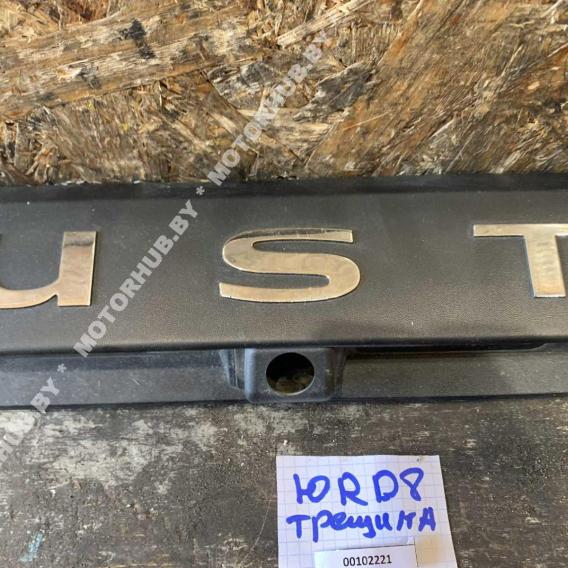 MOTORHUB.BY * MOTORHUB.BY * MOTORHUB.BY
u S T
ЮRD8
трещина
00102221